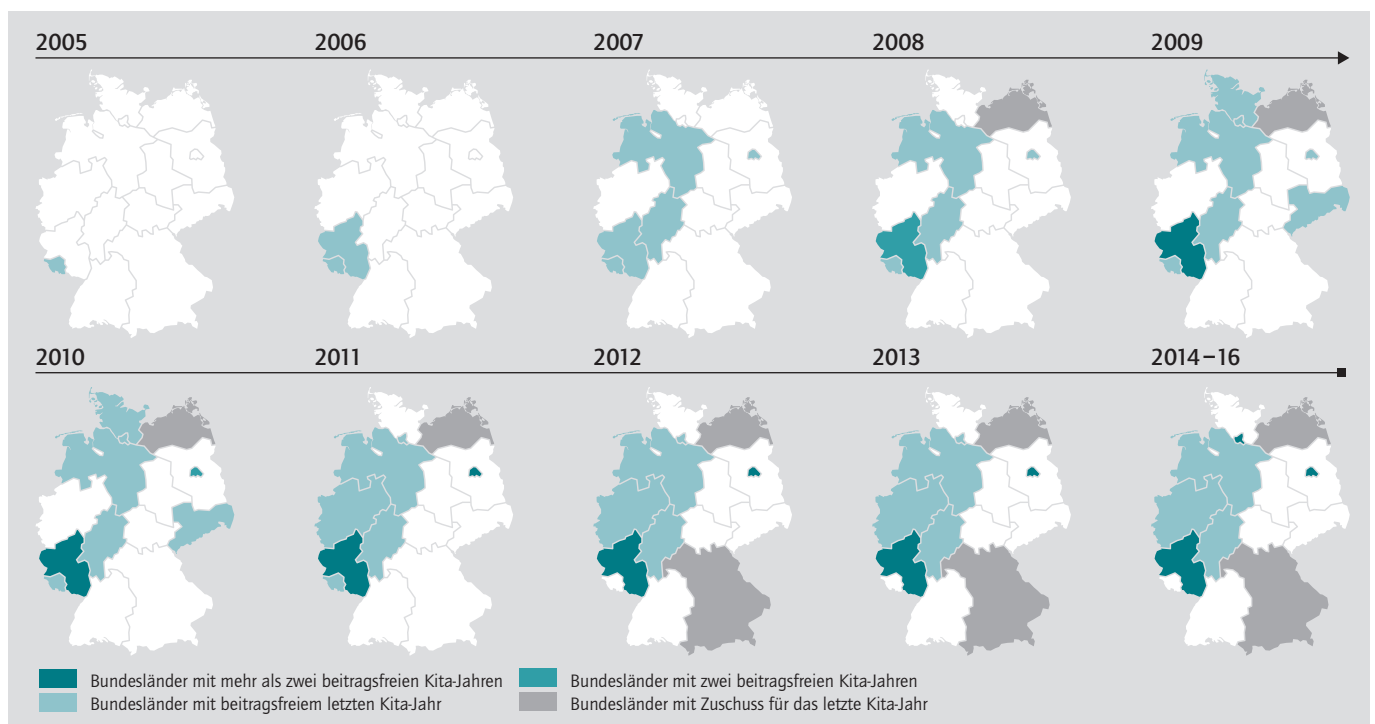 2005
2006
2007
2008
2009
2010
2011
2012
2013
2014–16
Bundesländer mit mehr als zwei beitragsfreien Kita-Jahren
Bundesländer mit zwei beitragsfreien Kita-Jahren
Bundesländer mit beitragsfreiem letzten Kita-Jahr
Bundesländer mit Zuschuss für das letzte Kita-Jahr